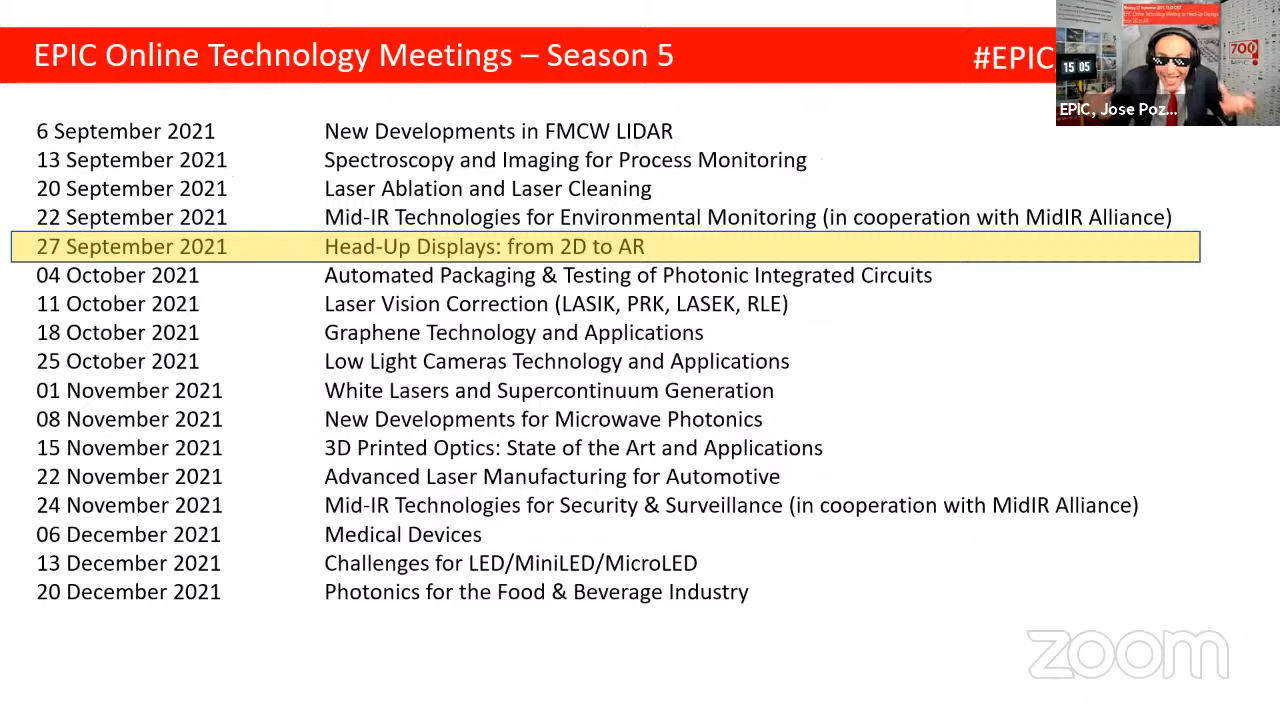 EPIC Online Technology Meetings – Season 5
#EPIC
15 05
700
EPIC
EPIC, Jose Poz...
6 September 2021 New Developments in FMCW LIDAR
13 September 2021 Spectroscopy and Imaging for Process Monitoring
20 September 2021 Laser Ablation and Laser Cleaning
22 September 2021 Mid-IR Technologies for Environmental Monitoring (in cooperation with MidIR Alliance)
27 September 2021 Head-Up Displays: from 2D to AR
04 October 2021 Automated Packaging & Testing of Photonic Integrated Circuits
11 October 2021 Laser Vision Correction (LASIK, PRK, LASEK, RLE)
18 October 2021 Graphene Technology and Applications
25 October 2021 Low Light Cameras Technology and Applications
01 November 2021 White Lasers and Supercontinuum Generation
08 November 2021 New Developments for Microwave Photonics
15 November 2021 3D Printed Optics: State of the Art and Applications
22 November 2021 Advanced Laser Manufacturing for Automotive
24 November 2021 Mid-IR Technologies for Security & Surveillance (in cooperation with MidIR Alliance)
06 December 2021 Medical Devices
13 December 2021 Challenges for LED/MiniLED/MicroLED
20 December 2021 Photonics for the Food & Beverage Industry
zoom